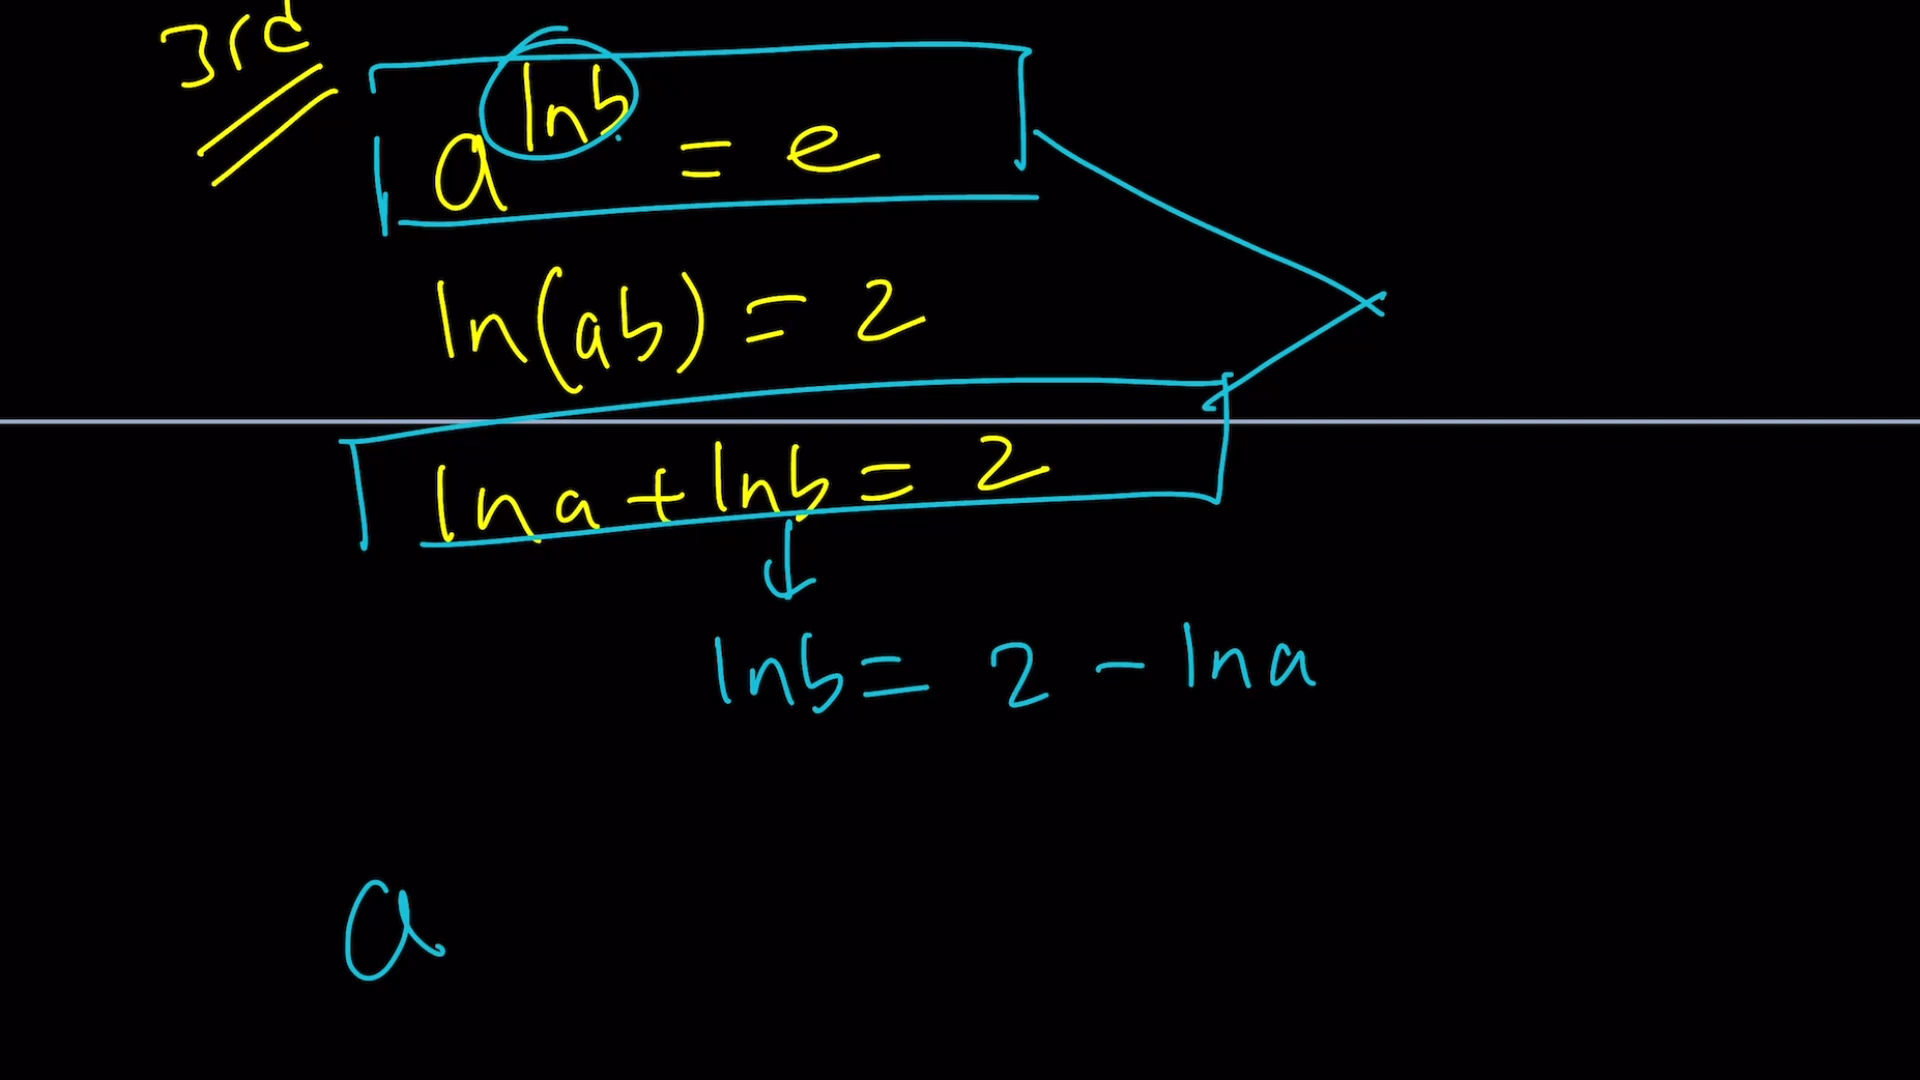 3rd
a^ln b = e
ln(ab) = 2
ln a + ln b = 2
ln b = 2 - ln a
a